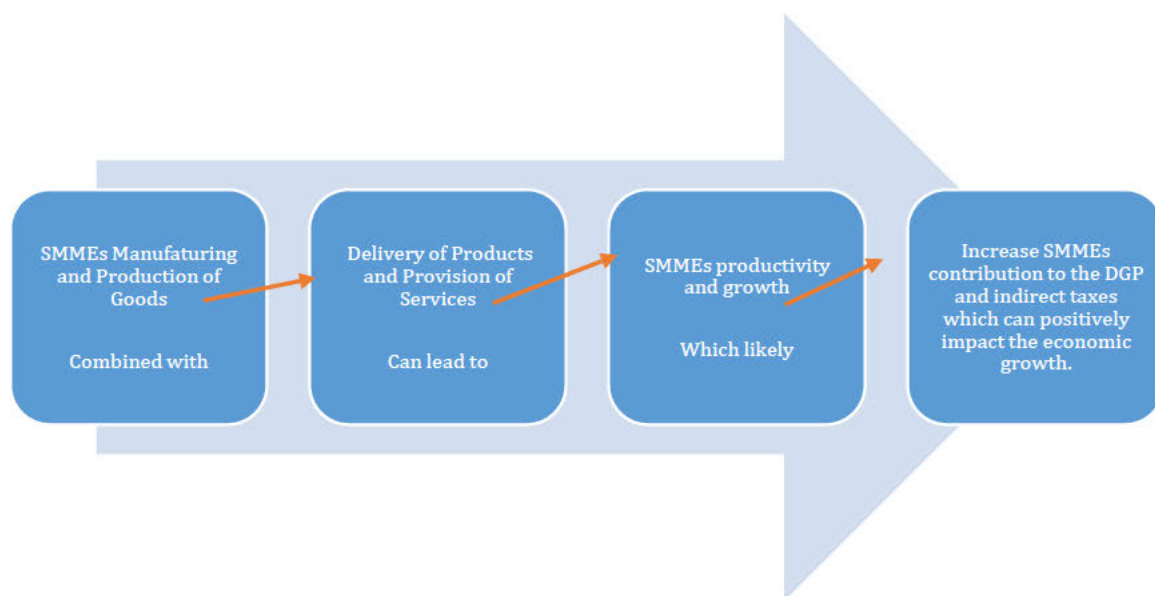 SMMEs Manufaturing
and Production of
Goods
Combined with
Delivery of Products
and Provision of
Services
Can lead to
SMMEs productivity
and growth
Which likely
Increase SMMEs
contribution to the DGP
and indirect taxes
which can positively
impact the economic
growth.